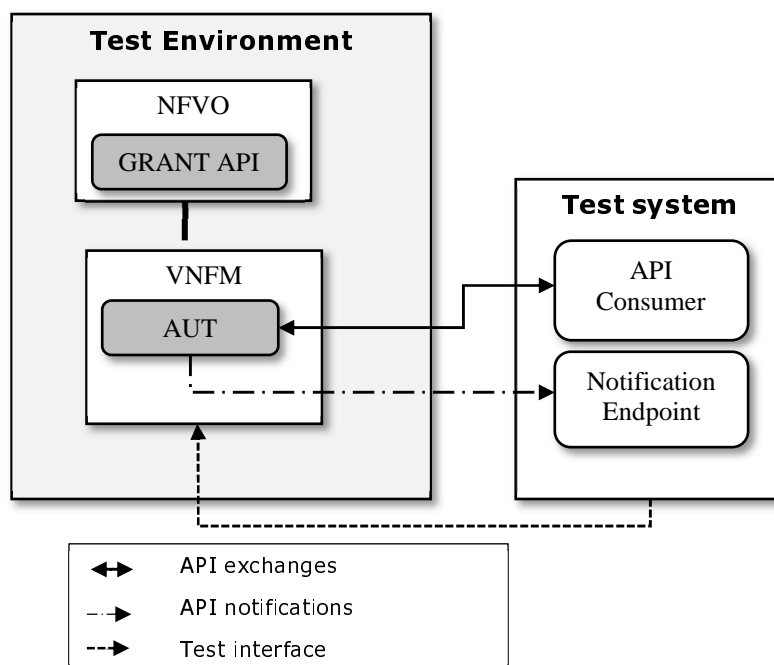 Test Environment
NFVO
GRANT API
VNFM
AUT
Test system
API
Consumer
Notification
Endpoint
API exchanges
API notifications
Test interface